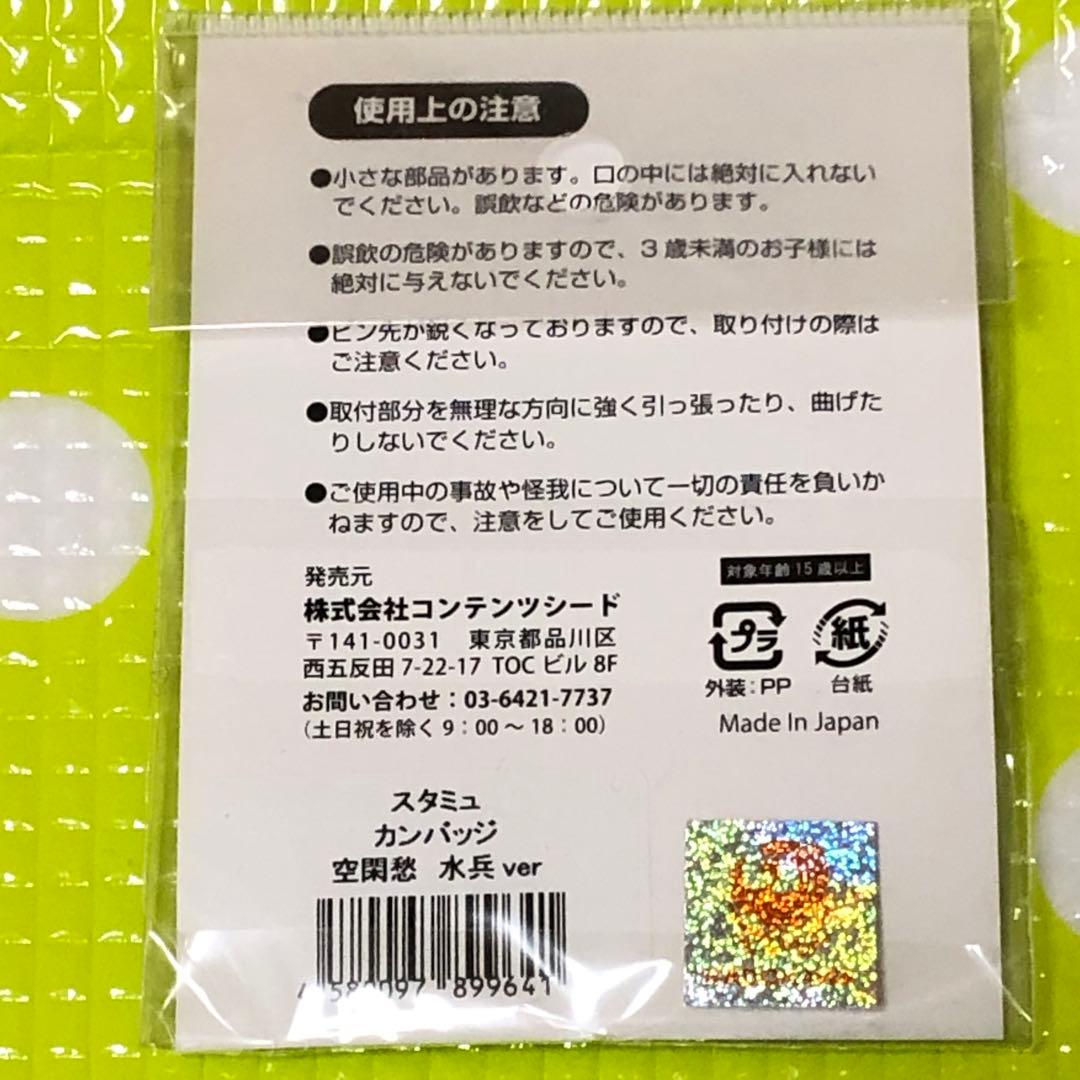 使用上の注意
●小さな部品があります。口の中には絶対に入れない
でください。誤飲などの危険があります。
●誤飲の危険がありますので、3歳未満のお子様には
絶対に与えないでください。
●ピン先が鋭くなっておりますので、取り付けの際は
ご注意ください。
●取付部分を無理な方向に強く引っ張ったり、曲げた
りしないでください。
●ご使用中の事故や怪我について一切の責任を負いか
ねますので、注意をしてご使用ください。
発売元
株式会社コンテンツシード
〒141-0031 東京都品川区
西五反田 7-22-17 TOC ビル 8F
お問い合わせ：03-6421-7737
（土日祝を除く 9：00 〜 18：00）
対象年齢 15 歳以上
プラ 紙
外装：PP 台紙
Made In Japan
スタミュ
カンバッジ
空閑愁 水兵 ver
899641